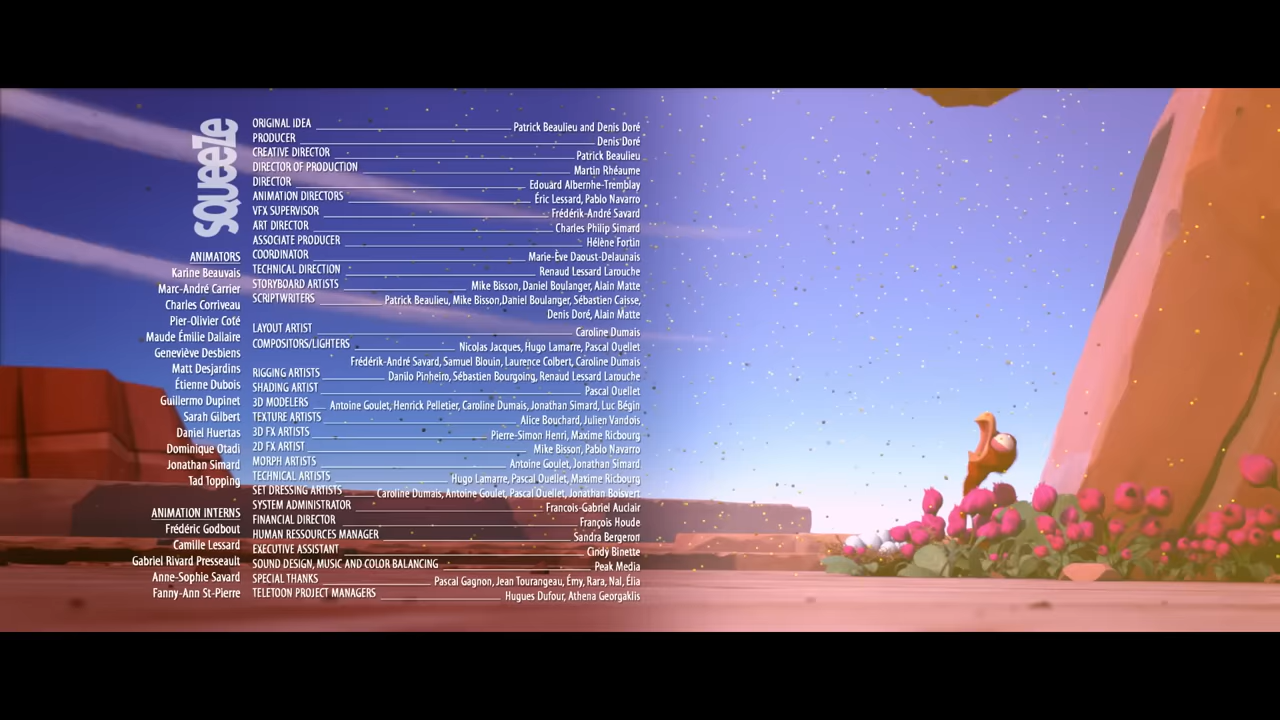 squeeze
ANIMATORS
Karine Beauvais
Marc-André Carrier
Charles Corriveau
Pier-Olivier Coté
Maude Émilie Dallaire
Geneviève Desbiens
Matt Desjardins
Étienne Dubois
Guillermo Dupinet
Sarah Gilbert
Daniel Huertas
Dominique Otadi
Jonathan Simard
Tad Topping
ANIMATION INTERNS
Frédéric Godbout
Camille Lessard
Gabriel Rivard Presseault
Anne-Sophie Savard
Fanny-Ann St-Pierre
ORIGINAL IDEA Patrick Beaulieu and Denis Doré
PRODUCER Denis Doré
CREATIVE DIRECTOR Patrick Beaulieu
DIRECTOR OF PRODUCTION Martin Rhéaume
DIRECTOR Edouard Albernhe-Tremblay
ANIMATION DIRECTORS Éric Lessard, Pablo Navarro
VFX SUPERVISOR Frédérik-André Savard
ART DIRECTOR Charles Philip Simard
ASSOCIATE PRODUCER Hélène Fortin
COORDINATOR Marie-Ève Daoust-Delaunais
TECHNICAL DIRECTION Renaud Lessard Larouche
STORYBOARD ARTISTS Mike Bisson, Daniel Boulanger, Alain Matte
SCRIPTWRITERS Patrick Beaulieu, Mike Bisson,Daniel Boulanger, Sébastien Caisse,
Denis Doré, Alain Matte
LAYOUT ARTIST Caroline Dumais
COMPOSITORS/LIGHTERS Nicolas Jacques, Hugo Lamarre, Pascal Ouellet
Frédérik-André Savard, Samuel Blouin, Laurence Colbert, Caroline Dumais
RIGGING ARTISTS Danilo Pinheiro, Sébastien Bourgoing, Renaud Lessard Larouche
SHADING ARTIST Pascal Ouellet
3D MODELERS Antoine Goulet, Henrick Pelletier, Caroline Dumais, Jonathan Simard, Luc Bégin
TEXTURE ARTISTS Alice Bouchard, Julien Vandois
3D FX ARTISTS Pierre-Simon Henri, Maxime Ricbourg
2D FX ARTIST Mike Bisson, Pablo Navarro
MORPH ARTISTS Antoine Goulet, Jonathan Simard
TECHNICAL ARTISTS Hugo Lamarre, Pascal Ouellet, Maxime Ricbourg
SET DRESSING ARTISTS Caroline Dumais, Antoine Goulet, Pascal Ouellet, Jonathan Boisvert
SYSTEM ADMINISTRATOR Francois-Gabriel Auclair
FINANCIAL DIRECTOR François Houde
HUMAN RESSOURCES MANAGER Sandra Bergeron
EXECUTIVE ASSISTANT Cindy Binette
SOUND DESIGN, MUSIC AND COLOR BALANCING Peak Media
SPECIAL THANKS Pascal Gagnon, Jean Tourangeau, Émy, Rara, Nal, Élia
TELETOON PROJECT MANAGERS Hugues Dufour, Athena Georgaklis